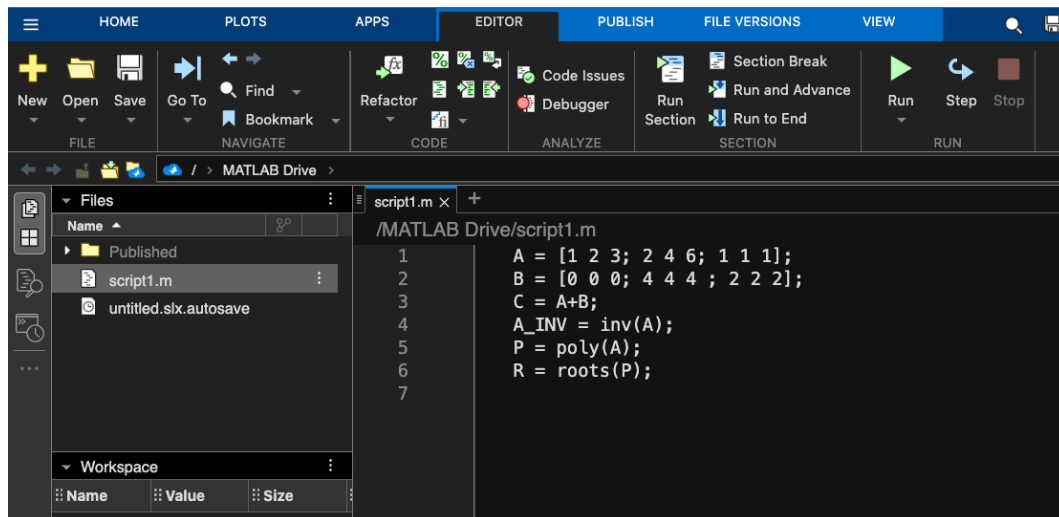 HOME PLOTS APPS EDITOR PUBLISH FILE VERSIONS VIEW
New Open Save
FILE
Go To
Find
Bookmark
NAVIGATE
Refactor
CODE
Code Issues
Debugger
ANALYZE
Run Section
Section Break
Run and Advance
Run to End
SECTION
Run Step Stop
RUN
/ > MATLAB Drive >
Files
Name
Published
script1.m
untitled.slx.autosave
Workspace
Name Value Size
script1.m × +
/MATLAB Drive/script1.m
1 A = [1 2 3; 2 4 6; 1 1 1];
2 B = [0 0 0; 4 4 4 ; 2 2 2];
3 C = A+B;
4 A_INV = inv(A);
5 P = poly(A);
6 R = roots(P);
7